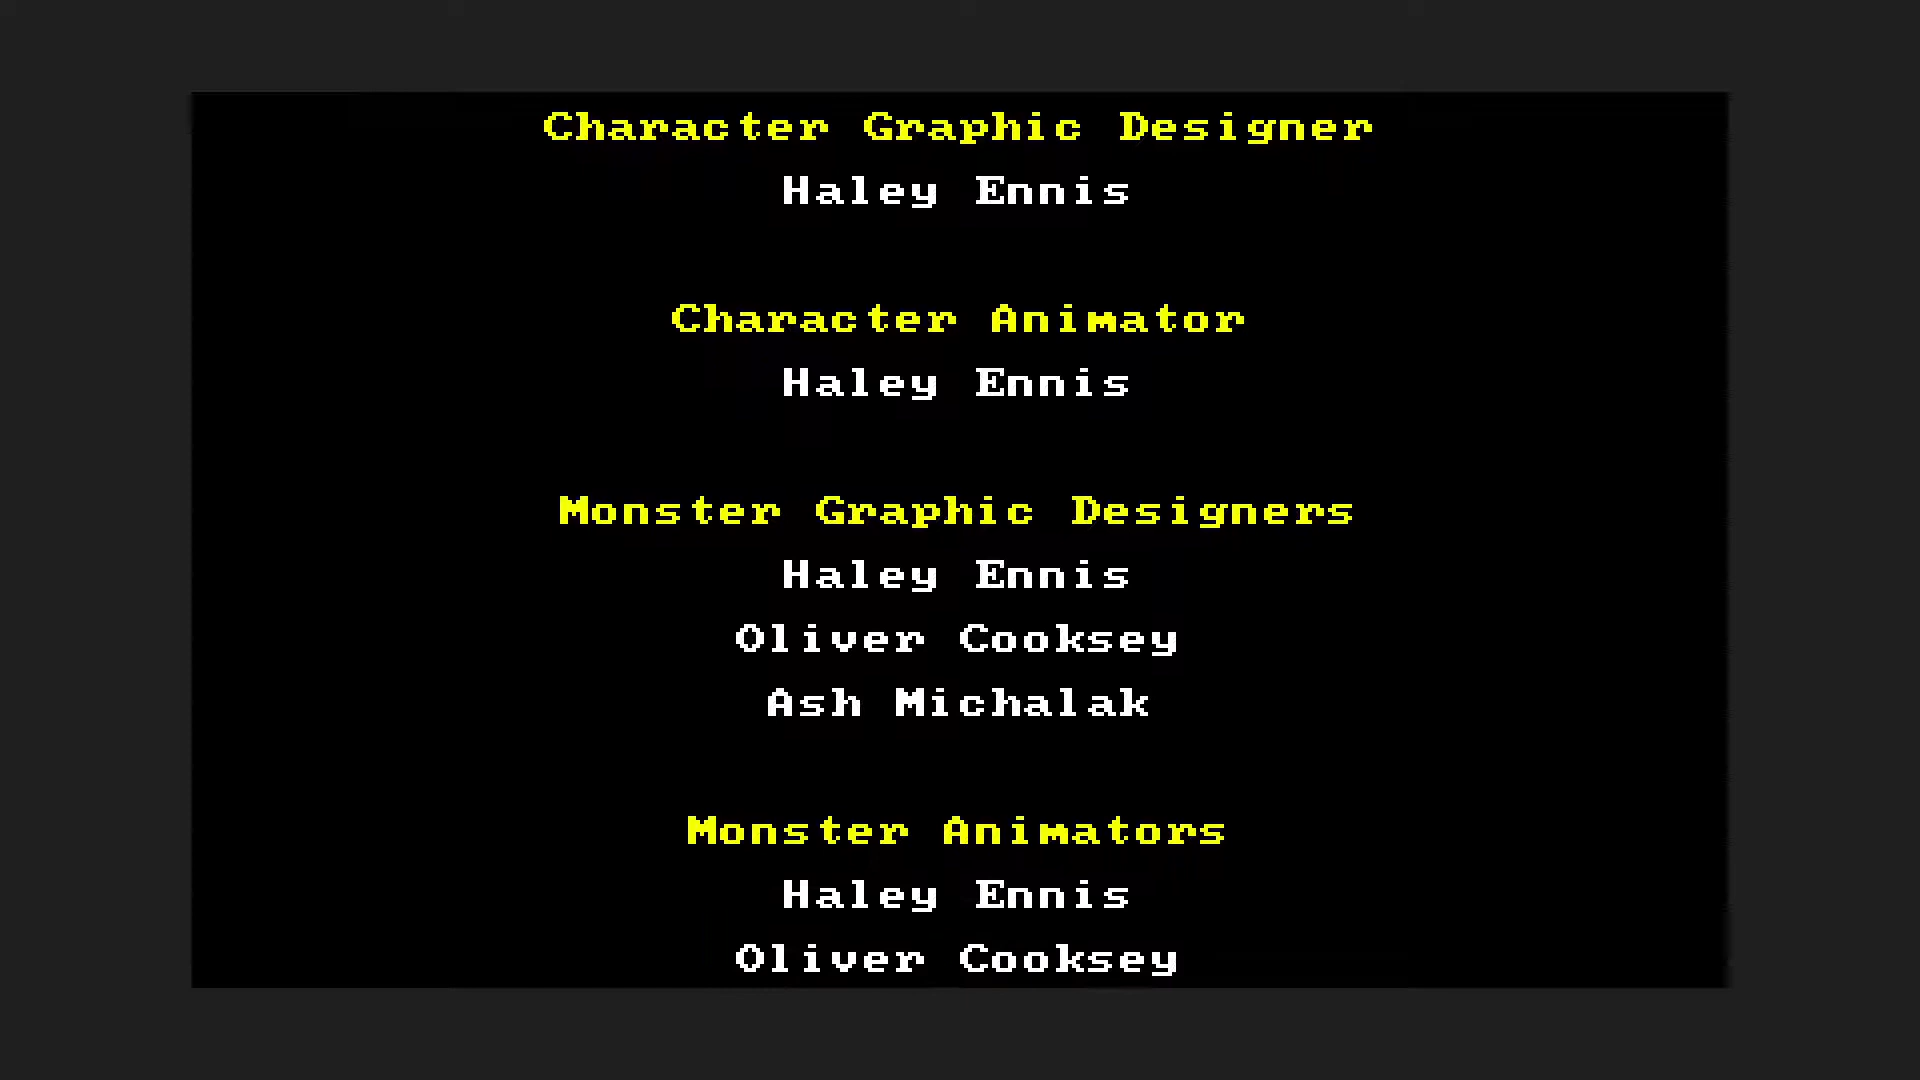 Character Graphic Designer
Haley Ennis
Character Animator
Haley Ennis
Monster Graphic Designers
Haley Ennis
Oliver Cooksey
Ash Michalak
Monster Animators
Haley Ennis
Oliver Cooksey